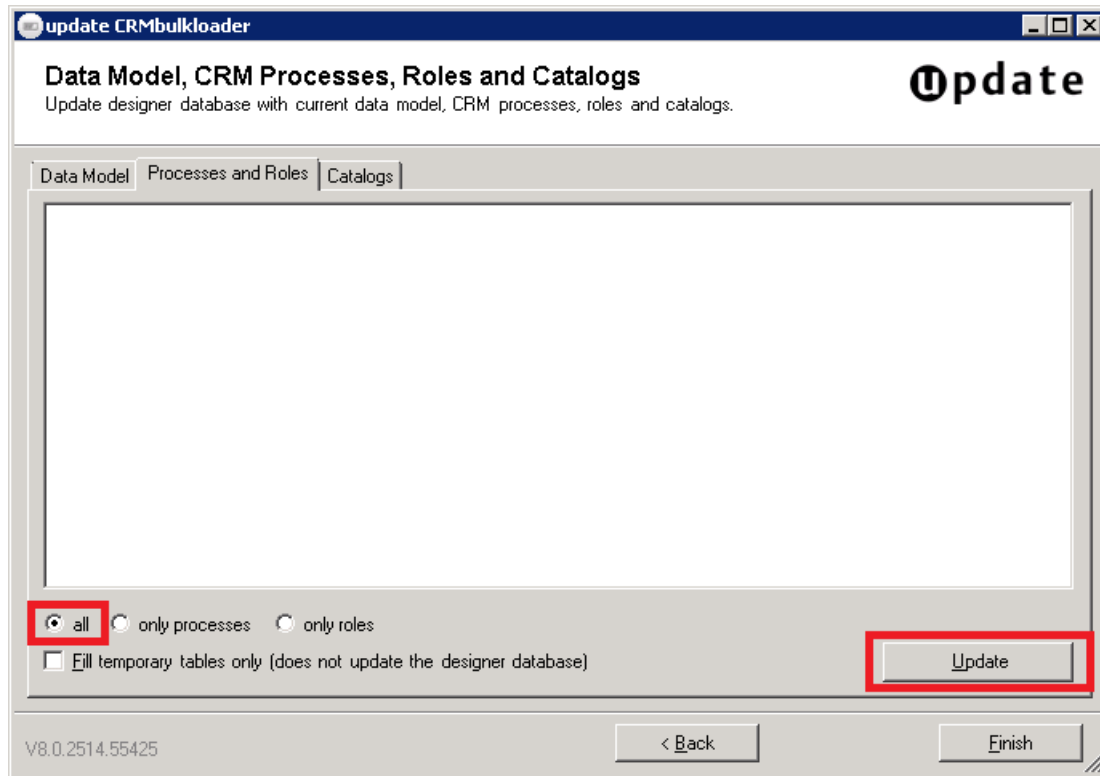 update CRMbulkloader
Data Model, CRM Processes, Roles and Catalogs
update
Update designer database with current data model, CRM processes, roles and catalogs.
Data Model Processes and Roles Catalogs
all only processes only roles
Fill temporary tables only (does not update the designer database)
Update
V8.0.2514.55425
< Back Finish